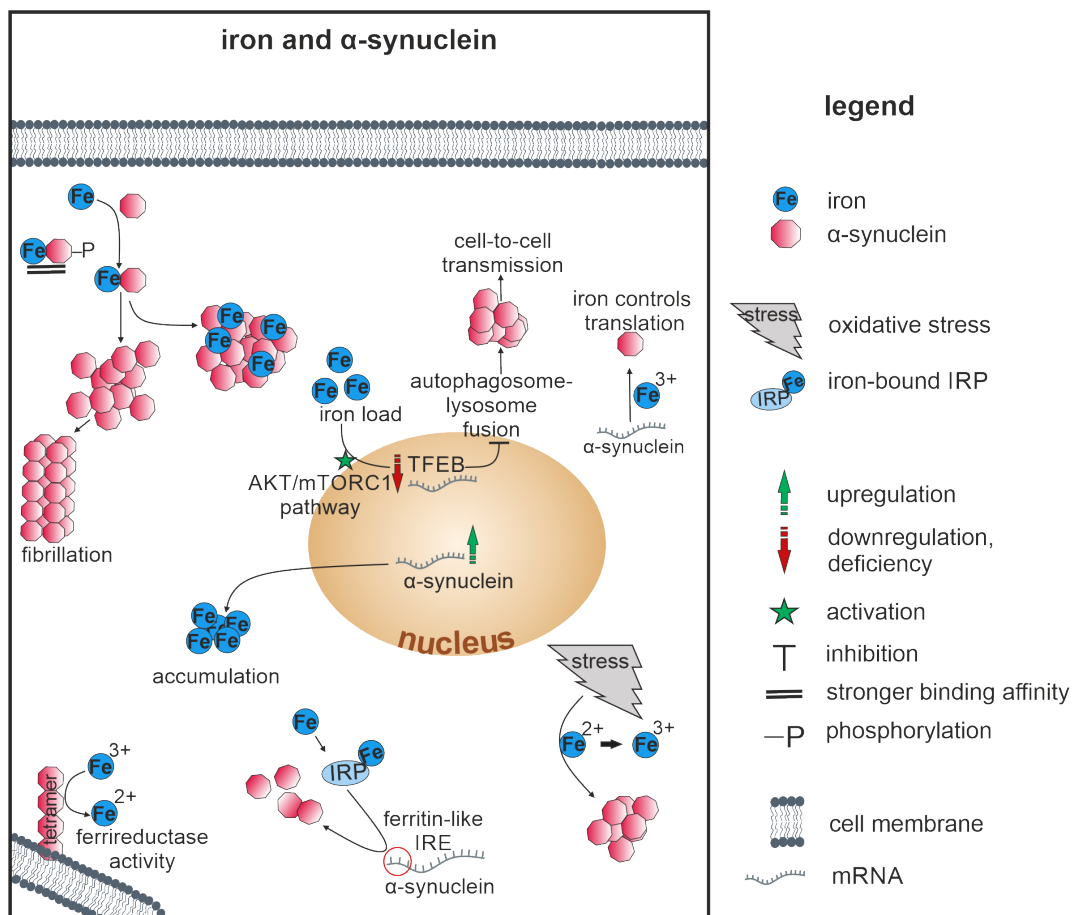 iron and α-synuclein
Fe
Fe
–P
Fe
Fe
Fe
Fe
Fe
fibrillation
Fe
Fe
Fe
iron load
AKT/mTORC1
pathway
TFEB
cell-to-cell
transmission
autophagosome-
lysosome
fusion
iron controls
translation
Fe
3+
α-synuclein
α-synuclein
nucleus
Fe
Fe
Fe
Fe
Fe
accumulation
stress
Fe
2+
Fe
3+
tetramer
Fe
3+
Fe
2+
ferrireductase
activity
Fe
Fe
IRP
ferritin-like
IRE
α-synuclein
legend
Fe
iron
α-synuclein
stress
oxidative stress
Fe
IRP
iron-bound IRP
upregulation
downregulation,
deficiency
activation
inhibition
stronger binding affinity
–P
phosphorylation
cell membrane
mRNA